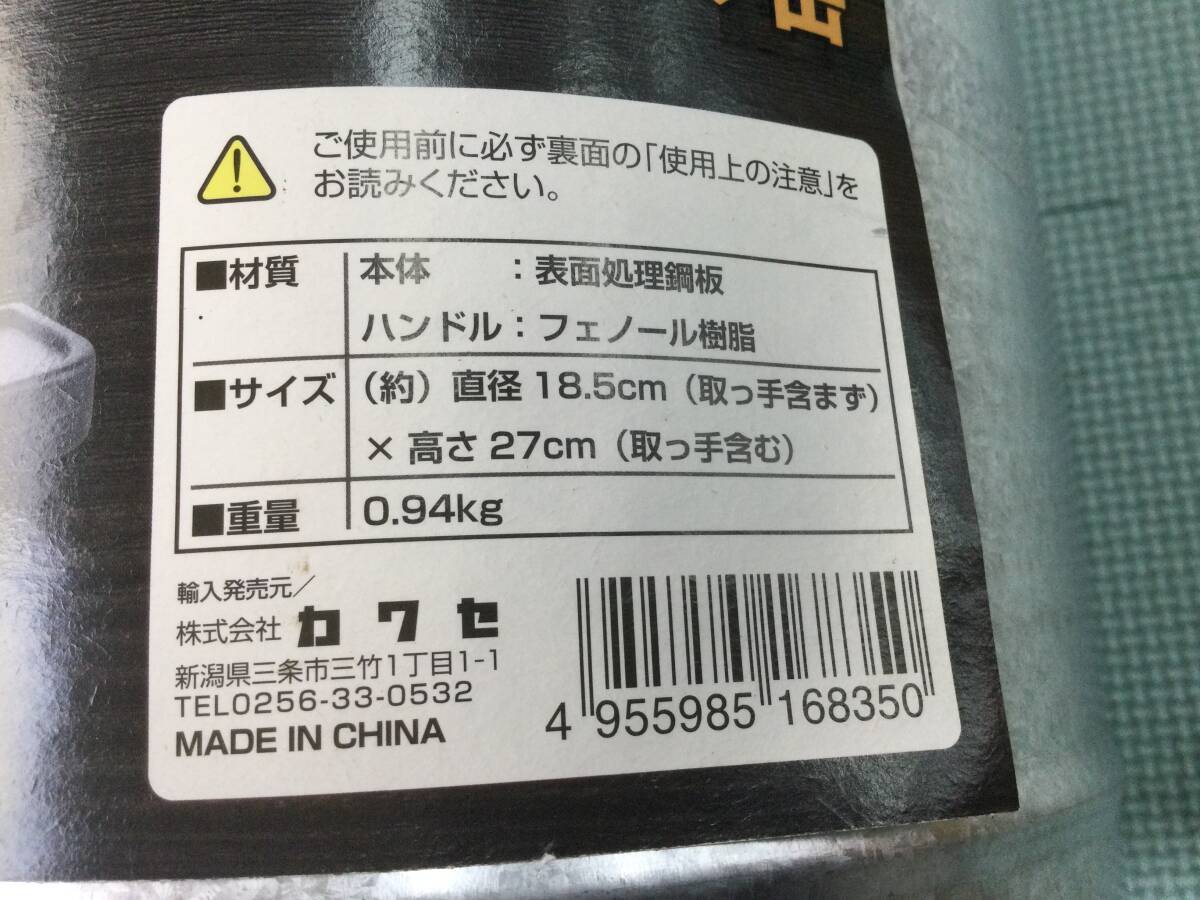 ご使用前に必ず裏面の「使用上の注意」を
お読みください。
■材質 本体 ：表面処理鋼板
ハンドル：フェノール樹脂
■サイズ （約）直径 18.5cm（取っ手含まず）
× 高さ 27cm（取っ手含む）
■重量 0.94kg
輸入発売元／
株式会社 カワセ
新潟県三条市三竹1丁目1-1
TEL0256-33-0532
MADE IN CHINA
4 955985 168350